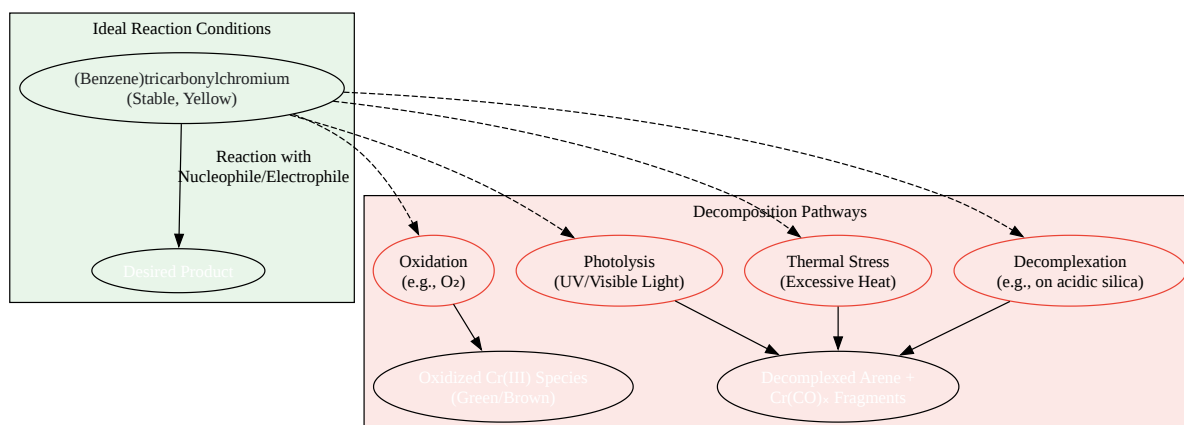 Ideal Reaction Conditions
(Benzene)tricarbonylchromium
(Stable, Yellow)
Reaction with
Nucleophile/Electrophile
Desired Product
Decomposition Pathways
Oxidation
(e.g., O₂)
Photolysis
(UV/Visible Light)
Thermal Stress
(Excessive Heat)
Decomplexation
(e.g., on acidic silica)
Oxidized Cr(III) Species
(Green/Brown)
Decomplexed Arene +
Cr(CO)ₓ Fragments